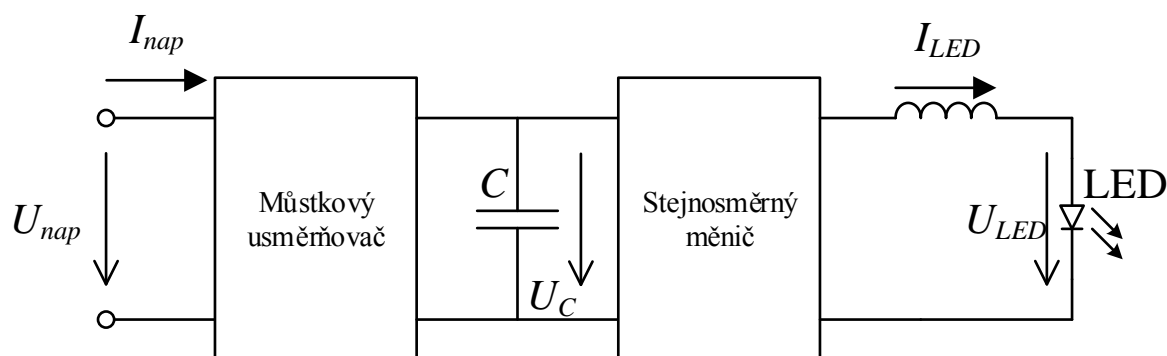 I_nap
I_LED
Můstkový
usměrňovač
C
Stejnosměrný
měnič
LED
U_nap
U_LED
U_C